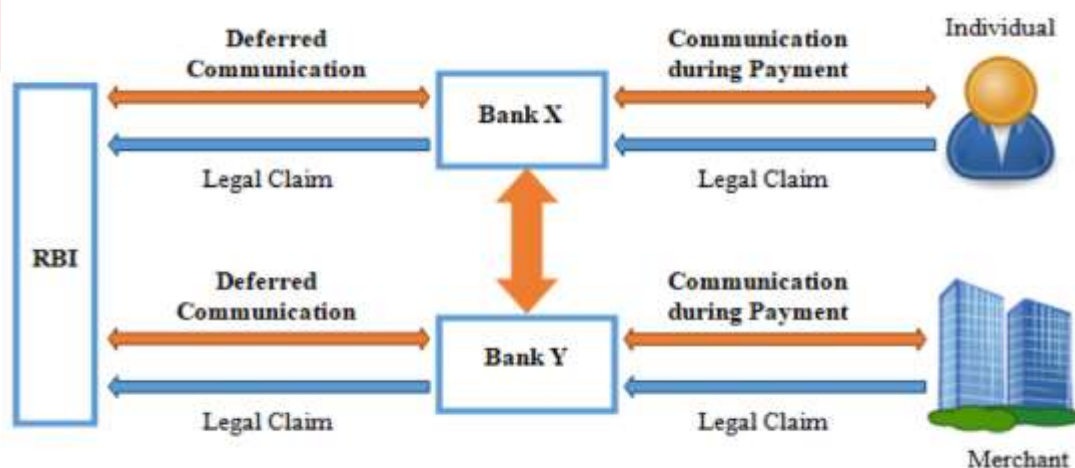 Individual
Deferred
Communication
Communication
during Payment
Bank X
Legal Claim
Legal Claim
RBI
Deferred
Communication
Communication
during Payment
Bank Y
Legal Claim
Legal Claim
Merchant